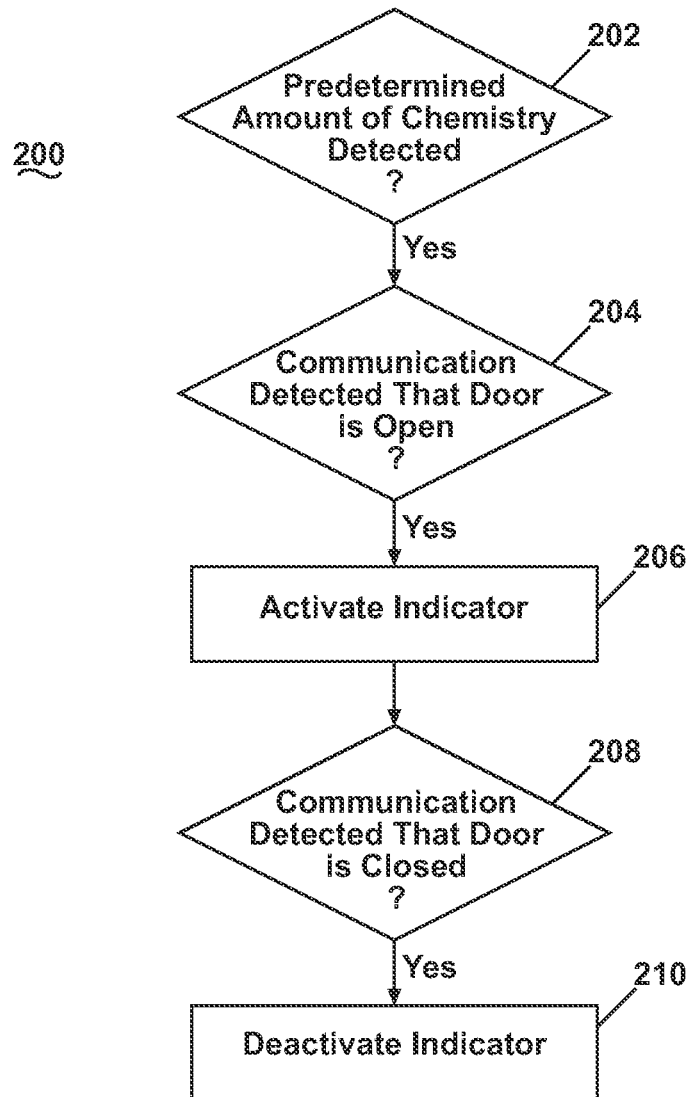 202
Predetermined
Amount of Chemistry
Detected
?
200
Yes
204
Communication
Detected That Door
is Open
?
Yes
206
Activate Indicator
208
Communication
Detected That Door
is Closed
?
Yes
210
Deactivate Indicator